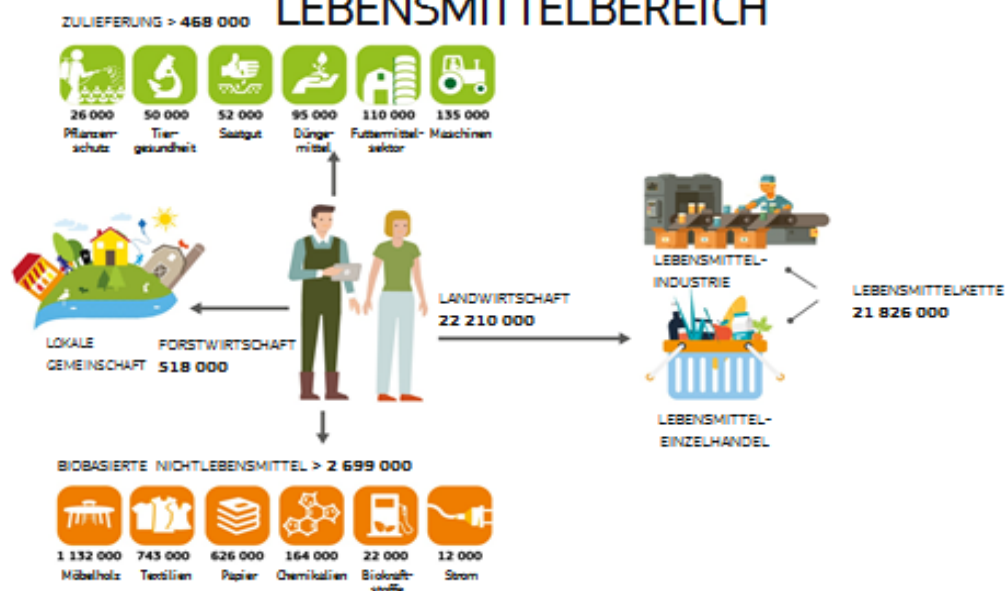 LEBENSMITTELBEREICH
ZULIEFERUNG > 468 000
26 000 50 000 52 000 95 000 110 000 135 000
Pflanzen- Tier- Saatgut Dünge- Futtermittel- Maschinen
schutz gesundheit mittel sektor
LEBENSMITTEL-
INDUSTRIE
LANDWIRTSCHAFT
22 210 000
LEBENSMITTELKETTE
21 826 000
LOKALE
GEMEINSCHAFT
FORSTWIRTSCHAFT
518 000
LEBENSMITTEL-
EINZELHANDEL
BIOBASIERTE NICHTLEBENSMITTEL > 2 699 000
1 132 000 743 000 626 000 164 000 22 000 12 000
Möbelholz Textilien Papier Chemikalien Biokraft- Strom
stoffe